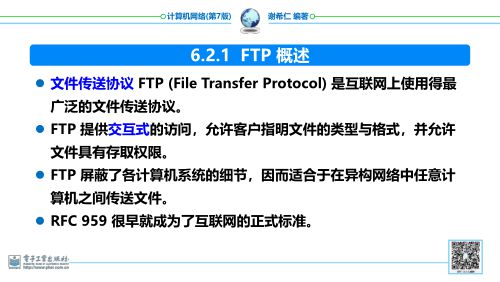 计算机网络(第7版)
谢希仁 编著
6.2.1 FTP 概述
● 文件传送协议 FTP (File Transfer Protocol) 是互联网上使用得最
广泛的文件传送协议。
● FTP 提供交互式的访问，允许客户指明文件的类型与格式，并允许
文件具有存取权限。
● FTP 屏蔽了各计算机系统的细节，因而适合于在异构网络中任意计
算机之间传送文件。
● RFC 959 很早就成为了互联网的正式标准。
电子工业出版社
http://www.phei.com.cn